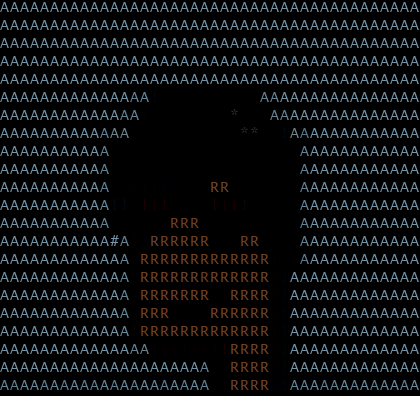 AAAAAAAAAAAAAAAAAAAAAAAAAAAAAAAAAAAAAAAAAA
AAAAAAAAAAAAAAAAAAAAAAAAAAAAAAAAAAAAAAAAAA
AAAAAAAAAAAAAAAAAAAAAAAAAAAAAAAAAAAAAAAAAA
AAAAAAAAAAAAAAAAAAAAAAAAAAAAAAAAAAAAAAAAAA
AAAAAAAAAAAAAAAAAAAAAAAAAAAAAAAAAAAAAAAAAA
AAAAAAAAAAAAAAA           AAAAAAAAAAAAAAAA
AAAAAAAAAAAAAA         *   AAAAAAAAAAAAAAA
AAAAAAAAAAAAA           **   AAAAAAAAAAAAA
AAAAAAAAAAA                   AAAAAAAAAAAA
AAAAAAAAAAA                   AAAAAAAAAAAA
AAAAAAAAAAA          RR       AAAAAAAAAAAA
AAAAAAAAAAA                   AAAAAAAAAAAA
AAAAAAAAAAA      RRR          AAAAAAAAAAAA
AAAAAAAAAAA#A  RRRRRR   RR    AAAAAAAAAAAA
AAAAAAAAAAAAA RRRRRRRRRRRRR   AAAAAAAAAAAA
AAAAAAAAAAAAA RRRRRRRRRRRRR  AAAAAAAAAAAAA
AAAAAAAAAAAAA RRRRRRR  RRRR  AAAAAAAAAAAAA
AAAAAAAAAAAAA RRR    RRRRRR  AAAAAAAAAAAAA
AAAAAAAAAAAAA RRRRRRRRRRRRR  AAAAAAAAAAAAA
AAAAAAAAAAAAAAA        RRRR  AAAAAAAAAAAAA
AAAAAAAAAAAAAAAAAAAAA  RRRR  AAAAAAAAAAAAA
AAAAAAAAAAAAAAAAAAAAA  RRRR  AAAAAAAAAAAAA